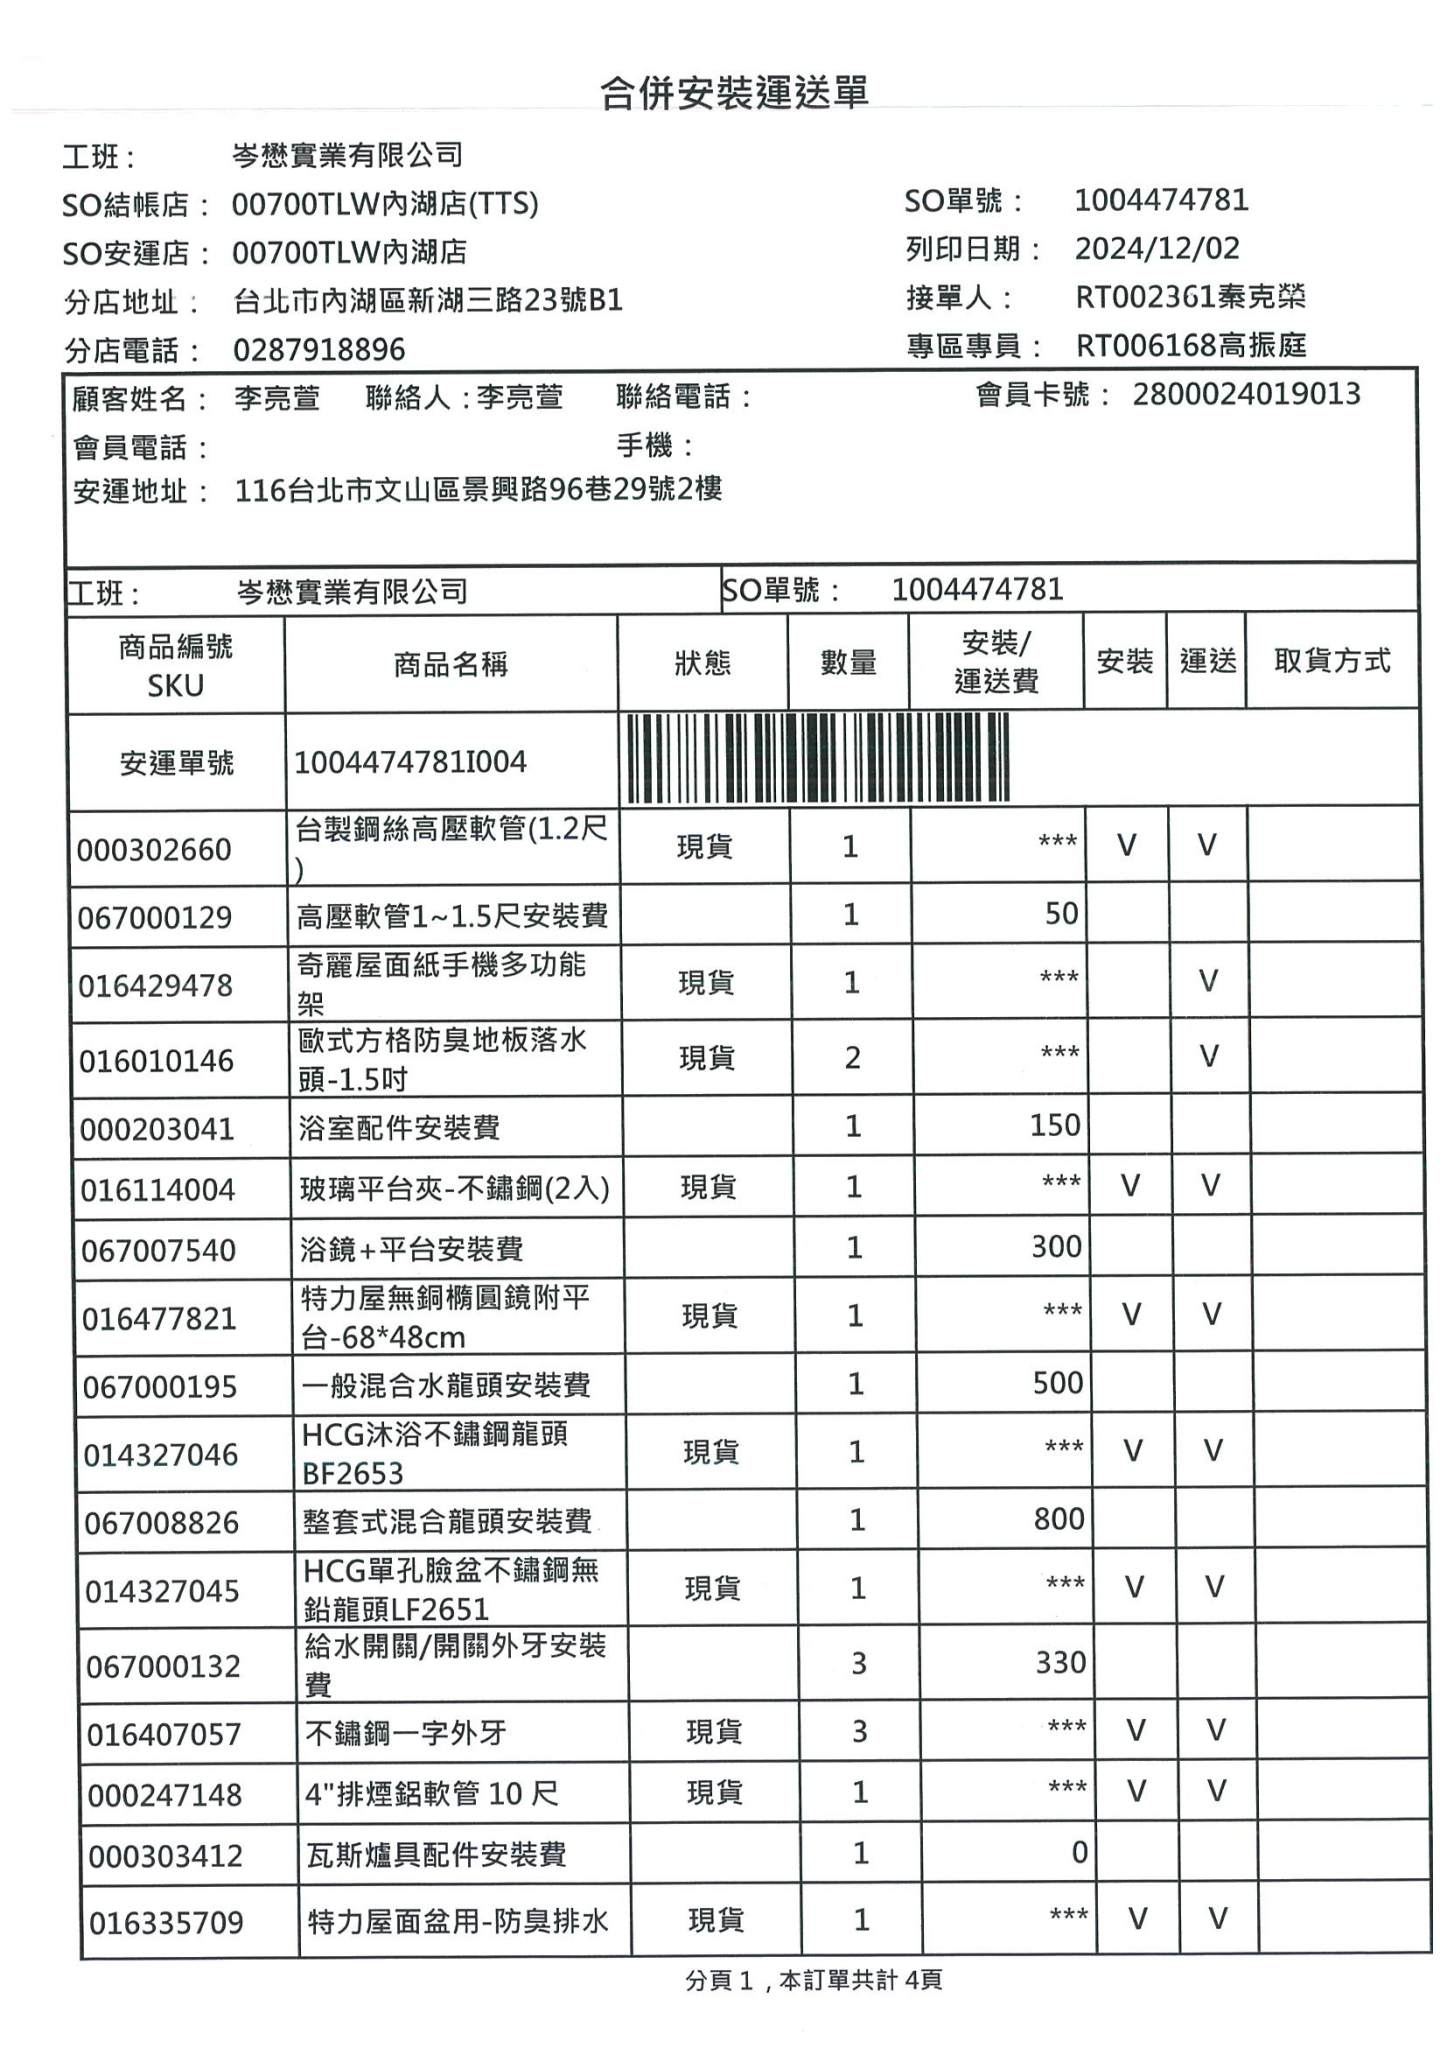 合併安裝運送單
工班： 岑懋實業有限公司
SO結帳店： 00700TLW內湖店(TTS) SO單號： 1004474781
SO安運店： 00700TLW內湖店 列印日期： 2024/12/02
分店地址： 台北市內湖區新湖三路23號B1 接單人： RT002361秦克榮
分店電話： 0287918896 專區專員： RT006168高振庭
顧客姓名： 李亮萱 聯絡人：李亮萱 聯絡電話： 會員卡號： 2800024019013
會員電話： 手機：
安運地址： 116台北市文山區景興路96巷29號2樓
工班： 岑懋實業有限公司 SO單號： 1004474781
商品編號 商品名稱 狀態 數量 安裝/ 安裝 運送 取貨方式
SKU 運送費
安運單號 1004474781I004
000302660 台製鋼絲高壓軟管(1.2尺 現貨 1 *** V V
)
067000129 高壓軟管1~1.5尺安裝費 1 50
016429478 奇麗屋面紙手機多功能 現貨 1 *** V
架
016010146 歐式方格防臭地板落水 現貨 2 *** V
頭-1.5吋
000203041 浴室配件安裝費 1 150
016114004 玻璃平台夾-不鏽鋼(2入) 現貨 1 *** V V
067007540 浴鏡+平台安裝費 1 300
016477821 特力屋無銅橢圓鏡附平 現貨 1 *** V V
台-68*48cm
067000195 一般混合水龍頭安裝費 1 500
014327046 HCG沐浴不鏽鋼龍頭 現貨 1 *** V V
BF2653
067008826 整套式混合龍頭安裝費 1 800
014327045 HCG單孔臉盆不鏽鋼無 現貨 1 *** V V
鉛龍頭LF2651
067000132 給水開關/開關外牙安裝 3 330
費
016407057 不鏽鋼一字外牙 現貨 3 *** V V
000247148 4"排煙鋁軟管 10 尺 現貨 1 *** V V
000303412 瓦斯爐具配件安裝費 1 0
016335709 特力屋面盆用-防臭排水 現貨 1 *** V V
分頁 1 , 本訂單共計 4頁